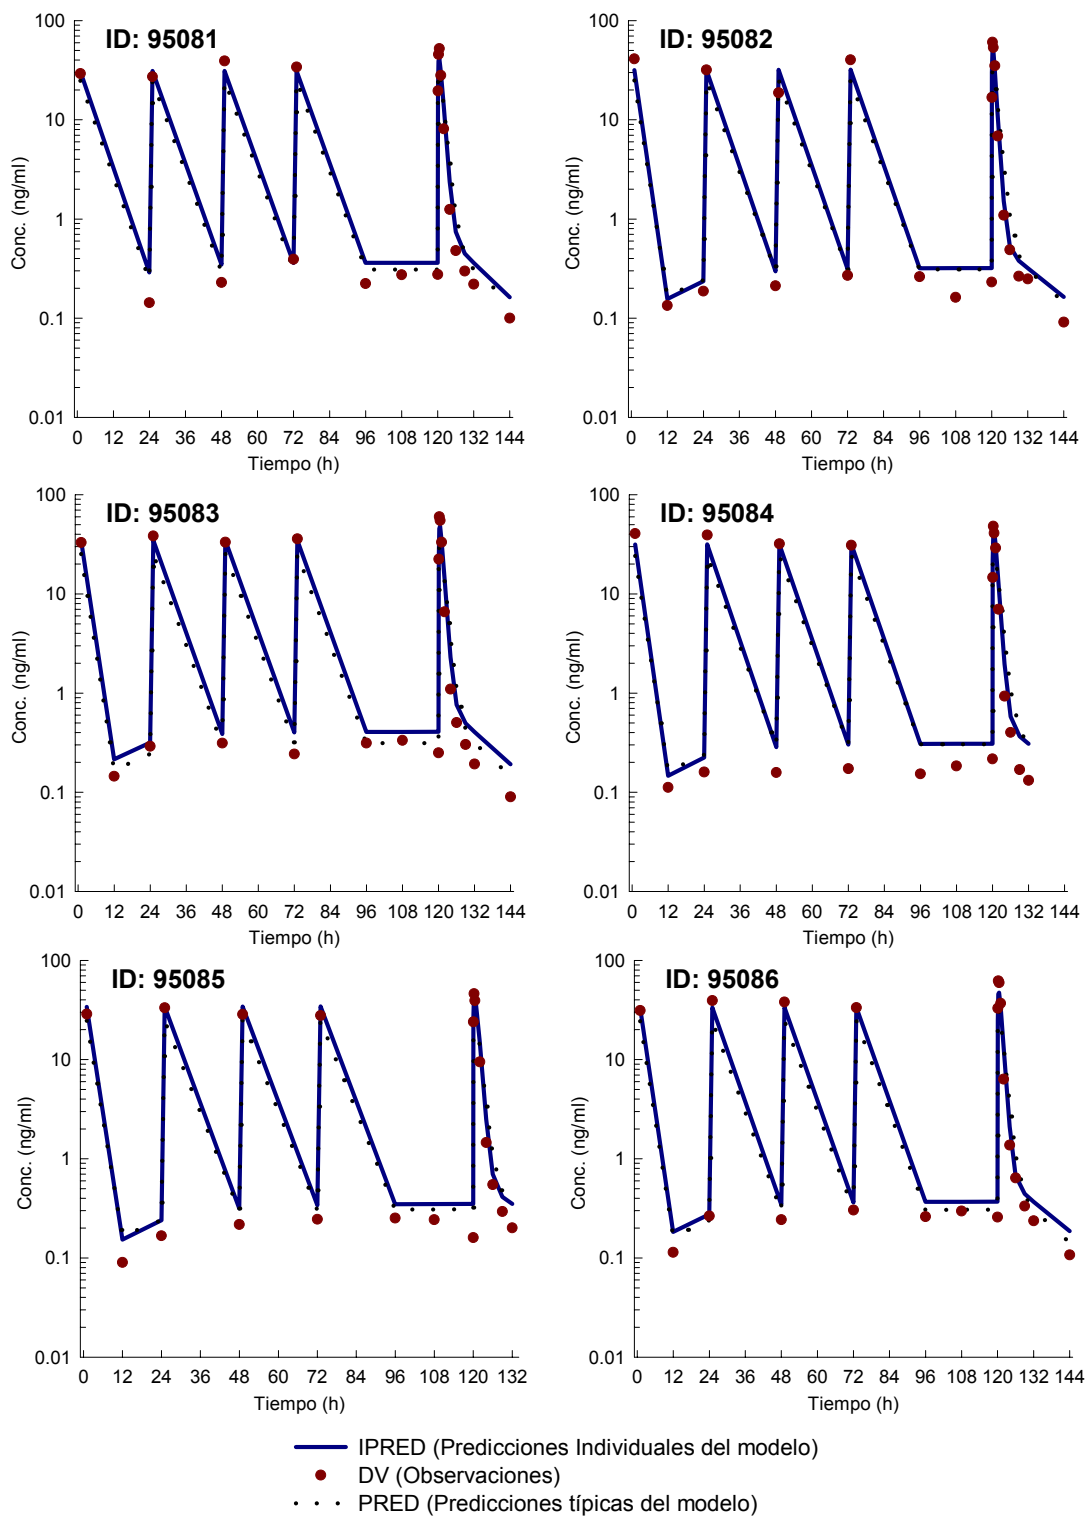 ID: 95081
100
10
1
0.1
0.01
Conc. (ng/ml)
0 12 24 36 48 60 72 84 96 108 120 132 144
Tiempo (h)
ID: 95082
100
10
1
0.1
0.01
Conc. (ng/ml)
0 12 24 36 48 60 72 84 96 108 120 132 144
Tiempo (h)
ID: 95083
100
10
1
0.1
0.01
Conc. (ng/ml)
0 12 24 36 48 60 72 84 96 108 120 132 144
Tiempo (h)
ID: 95084
100
10
1
0.1
0.01
Conc. (ng/ml)
0 12 24 36 48 60 72 84 96 108 120 132 144
Tiempo (h)
ID: 95085
100
10
1
0.1
0.01
Conc. (ng/ml)
0 12 24 36 48 60 72 84 96 108 120 132
Tiempo (h)
ID: 95086
100
10
1
0.1
0.01
Conc. (ng/ml)
0 12 24 36 48 60 72 84 96 108 120 132 144
Tiempo (h)
IPRED (Predicciones Individuales del modelo)
DV (Observaciones)
PRED (Predicciones típicas del modelo)